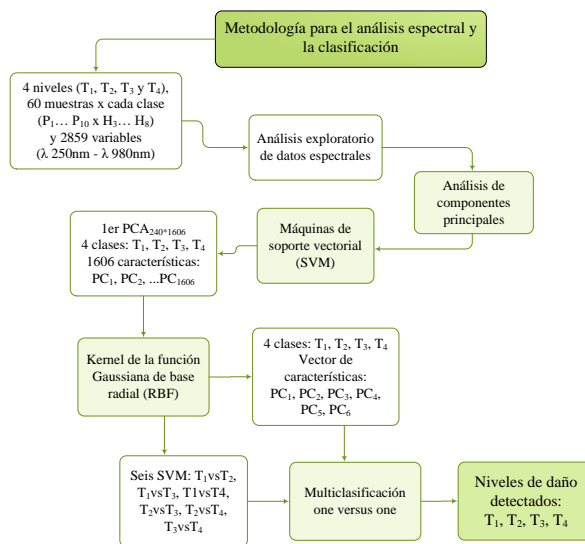 Metodología para el análisis espectral y
la clasificación
4 niveles (T₁, T₂, T₃ y T₄),
60 muestras x cada clase
(P₁... P₁₀ x H₃... H₈)
y 2859 variables
(λ 250nm - λ 980nm)
Análisis exploratorio
de datos espectrales
Análisis de
componentes
principales
Máquinas de
soporte vectorial
(SVM)
1er PCA₂₄₀*₁₆₀₆
4 clases: T₁, T₂, T₃, T₄
1606 características:
PC₁, PC₂, ...PC₁₆₀₆
Kernel de la función
Gaussiana de base
radial (RBF)
4 clases: T₁, T₂, T₃, T₄
Vector de
características:
PC₁, PC₂, PC₃, PC₄,
PC₅, PC₆
Seis SVM: T₁vsT₂,
T₁vsT₃, T1vsT4,
T₂vsT₃, T₂vsT₄,
T₃vsT₄
Multiclasificación
one versus one
Niveles de daño
detectados:
T₁, T₂, T₃, T₄